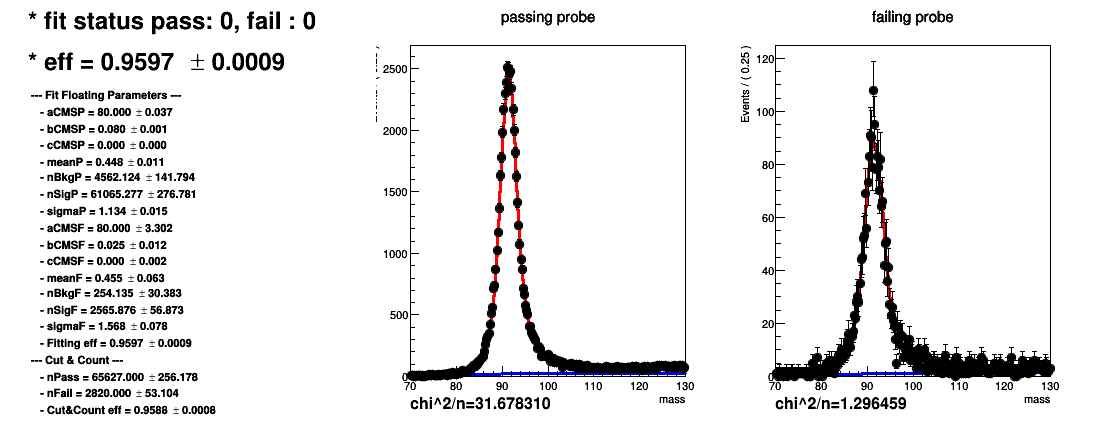 * fit status pass: 0, fail : 0
* eff = 0.9597 ± 0.0009
--- Fit Floating Parameters ---
- aCMSP = 80.000 ± 0.037
- bCMSP = 0.080 ± 0.001
- cCMSP = 0.000 ± 0.000
- meanP = 0.448 ± 0.011
- nBkgP = 4562.124 ± 141.794
- nSigP = 61065.277 ± 276.781
- sigmaP = 1.134 ± 0.015
- aCMSF = 80.000 ± 3.302
- bCMSF = 0.025 ± 0.012
- cCMSF = 0.000 ± 0.002
- meanF = 0.455 ± 0.063
- nBkgF = 254.135 ± 30.383
- nSigF = 2565.876 ± 56.873
- sigmaF = 1.568 ± 0.078
- Fitting eff = 0.9597 ± 0.0009
--- Cut & Count ---
- nPass = 65627.000 ± 256.178
- nFail = 2820.000 ± 53.104
- Cut&Count eff = 0.9588 ± 0.0008
passing probe
2500
2000
1500
1000
500
0
70 80 90 100 110 120 130
mass
chi^2/n=31.678310
failing probe
Events / ( 0.25 )
120
100
80
60
40
20
0
70 80 90 100 110 120 130
mass
chi^2/n=1.296459